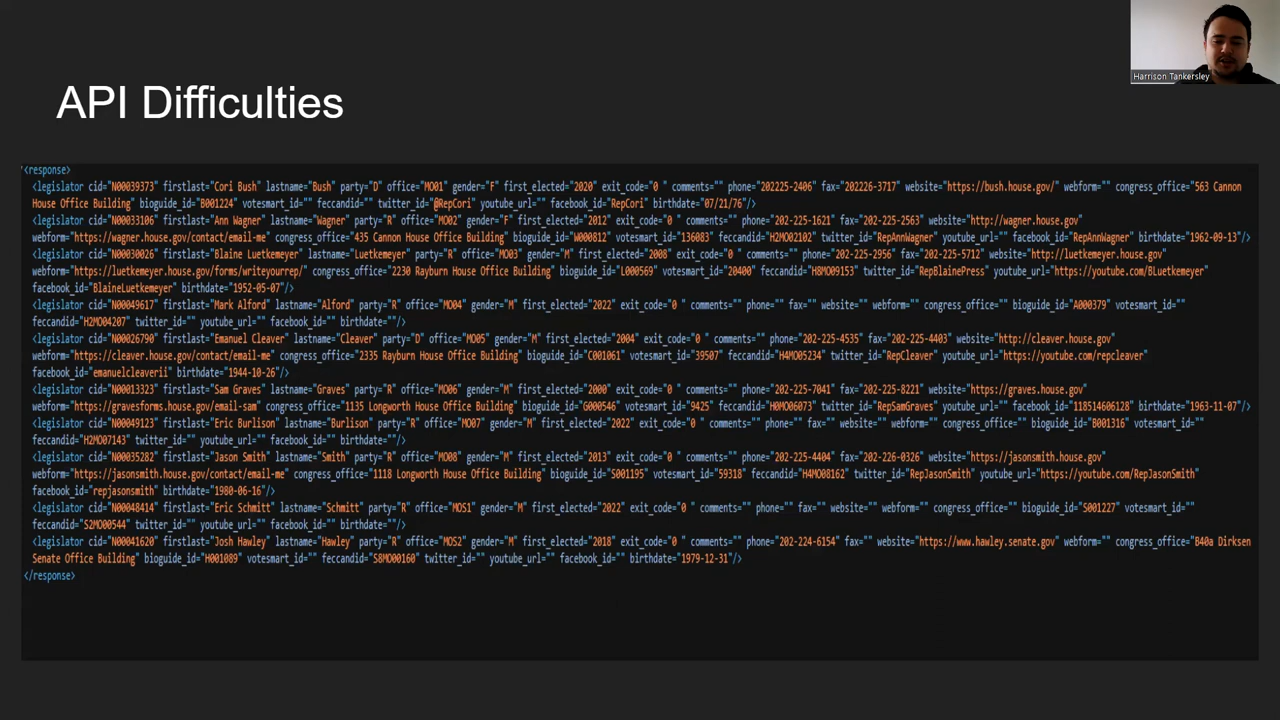 Harrison Tankersley
API Difficulties
'<response>
<legislator cid="N00039373" firstlast="Cori Bush" lastname="Bush" party="D" office="MO01" gender="F" first_elected="2020" exit_code="0 " comments="" phone="202225-2406" fax="202226-3717" website="https://bush.house.gov/" webform="" congress_office="563 Cannon
House Office Building" bioguide_id="B001224" votesmart_id="" feccandid="" twitter_id="@RepCori" youtube_url="" facebook_id="RepCori" birthdate="07/21/76"/>
<legislator cid="N00033106" firstlast="Ann Wagner" lastname="Wagner" party="R" office="MO02" gender="F" first_elected="2012" exit_code="0 " comments="" phone="202-225-1621" fax="202-225-2563" website="http://wagner.house.gov"
webform="https://wagner.house.gov/contact/email-me" congress_office="435 Cannon House Office Building" bioguide_id="W000812" votesmart_id="136083" feccandid="H2MO02102" twitter_id="RepAnnWagner" youtube_url="" facebook_id="RepAnnWagner" birthdate="1962-09-13"/>
<legislator cid="N00030026" firstlast="Blaine Luetkemeyer" lastname="Luetkemeyer" party="R" office="MO03" gender="M" first_elected="2008" exit_code="0 " comments="" phone="202-225-2956" fax="202-225-5712" website="http://luetkemeyer.house.gov"
webform="https://luetkemeyer.house.gov/forms/writeyourrep/" congress_office="2230 Rayburn House Office Building" bioguide_id="L000569" votesmart_id="20400" feccandid="H8MO09153" twitter_id="RepBlainePress" youtube_url="https://youtube.com/BLuetkemeyer"
facebook_id="BlaineLuetkemeyer" birthdate="1952-05-07"/>
<legislator cid="N00049617" firstlast="Mark Alford" lastname="Alford" party="R" office="MO04" gender="M" first_elected="2022" exit_code="0 " comments="" phone="" fax="" website="" webform="" congress_office="" bioguide_id="A000379" votesmart_id=""
feccandid="H2MO04207" twitter_id="" youtube_url="" facebook_id="" birthdate=""/>
<legislator cid="N00026790" firstlast="Emanuel Cleaver" lastname="Cleaver" party="D" office="MO05" gender="M" first_elected="2004" exit_code="0 " comments="" phone="202-225-4535" fax="202-225-4403" website="http://cleaver.house.gov"
webform="https://cleaver.house.gov/contact/email-me" congress_office="2335 Rayburn House Office Building" bioguide_id="C001061" votesmart_id="39507" feccandid="H4MO05234" twitter_id="RepCleaver" youtube_url="https://youtube.com/repcleaver"
facebook_id="emanuelcleaverii" birthdate="1944-10-26"/>
<legislator cid="N00013323" firstlast="Sam Graves" lastname="Graves" party="R" office="MO06" gender="M" first_elected="2000" exit_code="0 " comments="" phone="202-225-7041" fax="202-225-8221" website="https://graves.house.gov"
webform="https://gravesforms.house.gov/email-sam" congress_office="1135 Longworth House Office Building" bioguide_id="G000546" votesmart_id="9425" feccandid="H0MO06073" twitter_id="RepSamGraves" youtube_url="" facebook_id="118514606128" birthdate="1963-11-07"/>
<legislator cid="N00049123" firstlast="Eric Burlison" lastname="Burlison" party="R" office="MO07" gender="M" first_elected="2022" exit_code="0 " comments="" phone="" fax="" website="" webform="" congress_office="" bioguide_id="B001316" votesmart_id=""
feccandid="H2MO07143" twitter_id="" youtube_url="" facebook_id="" birthdate=""/>
<legislator cid="N00035282" firstlast="Jason Smith" lastname="Smith" party="R" office="MO08" gender="M" first_elected="2013" exit_code="0 " comments="" phone="202-225-4404" fax="202-226-0326" website="https://jasonsmith.house.gov"
webform="https://jasonsmith.house.gov/contact/email-me" congress_office="1118 Longworth House Office Building" bioguide_id="S001195" votesmart_id="59318" feccandid="H4MO08162" twitter_id="RepJasonSmith" youtube_url="https://youtube.com/RepJasonSmith"
facebook_id="repjasonsmith" birthdate="1980-06-16"/>
<legislator cid="N00048414" firstlast="Eric Schmitt" lastname="Schmitt" party="R" office="MOS1" gender="M" first_elected="2022" exit_code="0 " comments="" phone="" fax="" website="" webform="" congress_office="" bioguide_id="S001227" votesmart_id=""
feccandid="S2MO00544" twitter_id="" youtube_url="" facebook_id="" birthdate=""/>
<legislator cid="N00041620" firstlast="Josh Hawley" lastname="Hawley" party="R" office="MOS2" gender="M" first_elected="2018" exit_code="0 " comments="" phone="202-224-6154" fax="" website="https://www.hawley.senate.gov" webform="" congress_office="B40a Dirksen
Senate Office Building" bioguide_id="H001089" votesmart_id="" feccandid="S8MO00160" twitter_id="" youtube_url="" facebook_id="" birthdate="1979-12-31"/>
</response>